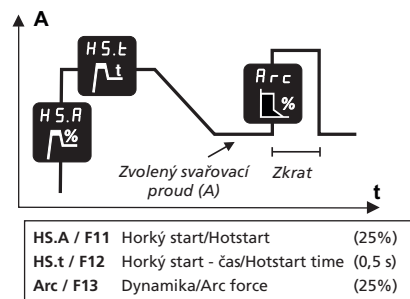 A
HS.t
t
HS.A
%
Arc
%
Zvolený svařovací
proud (A)
Zkrat
t
HS.A / F11 Horký start/Hotstart (25%)
HS.t / F12 Horký start - čas/Hotstart time (0,5 s)
Arc / F13 Dynamika/Arc force (25%)